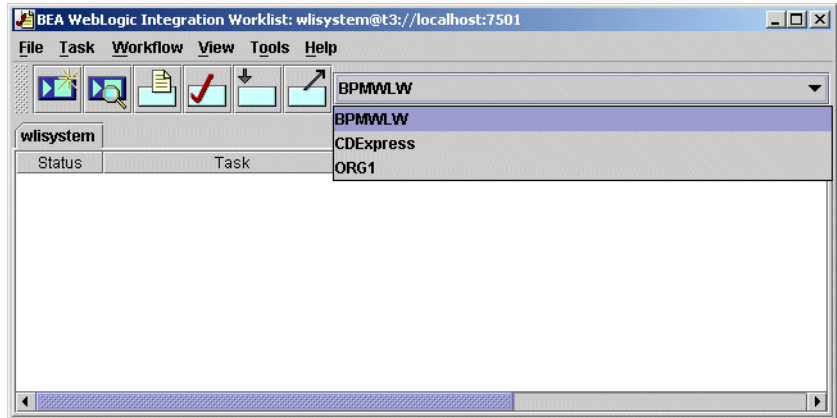 BEA WebLogic Integration Worklist: wlisystem@t3://localhost:7501
File Task Workflow View Tools Help
BPMWLW
BPMWLW
CDExpress
ORG1
wlisystem
Status Task